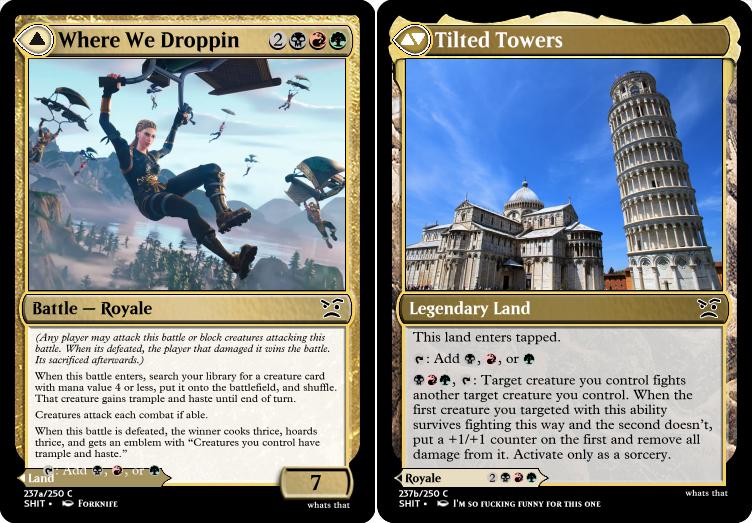 Where We Droppin 2
Battle — Royale
(Any player may attack this battle or block creatures attacking this
battle. When its defeated, the player that damaged it wins the battle.
Its sacrificed afterwards.)
When this battle enters, search your library for a creature card
with mana value 4 or less, put it onto the battlefield, and shuffle.
That creature gains trample and haste until end of turn.
Creatures attack each combat if able.
When this battle is defeated, the winner cooks thrice, hoards
thrice, and gets an emblem with “Creatures you control have
trample and haste.”
: Add , , or
Land
7
237a/250 C
SHIT • Forknife
whats that
Tilted Towers
Legendary Land
This land enters tapped.
: Add , , or
, : Target creature you control fights
another target creature you control. When the
first creature you targeted with this ability
survives fighting this way and the second doesn't,
put a +1/+1 counter on the first and remove all
damage from it. Activate only as a sorcery.
Royale 2
237b/250 C
SHIT • I'm so fucking funny for this one
whats that